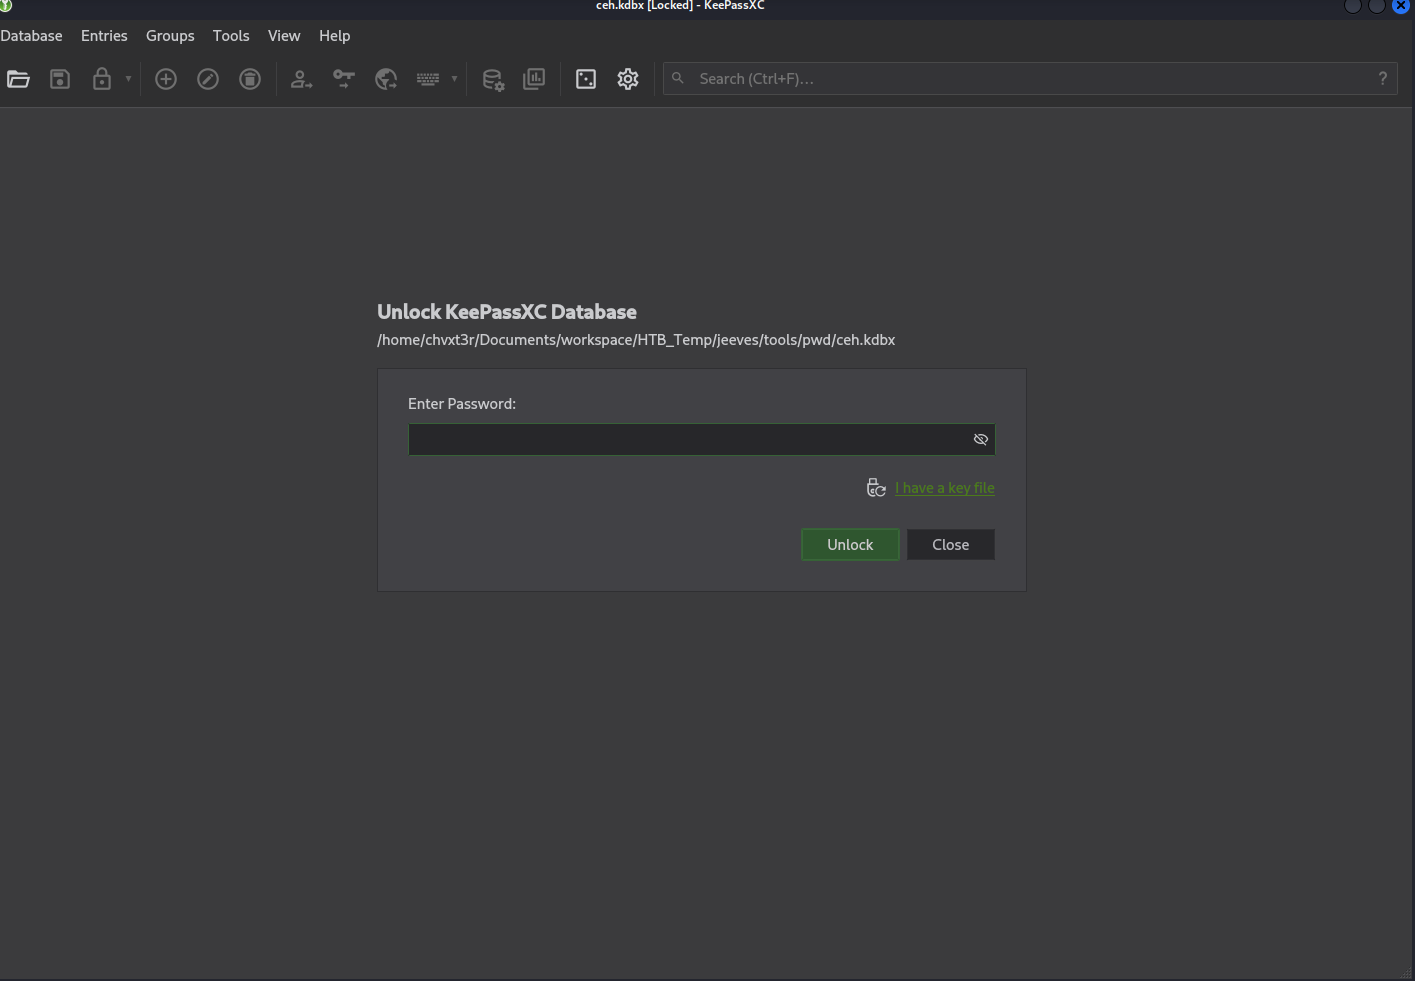 ceh.kdbx [Locked] - KeePassXC
Database Entries Groups Tools View Help
Search (Ctrl+F)... ?
Unlock KeePassXC Database
/home/chvxt3r/Documents/workspace/HTB_Temp/jeeves/tools/pwd/ceh.kdbx
Enter Password:
I have a key file
Unlock Close